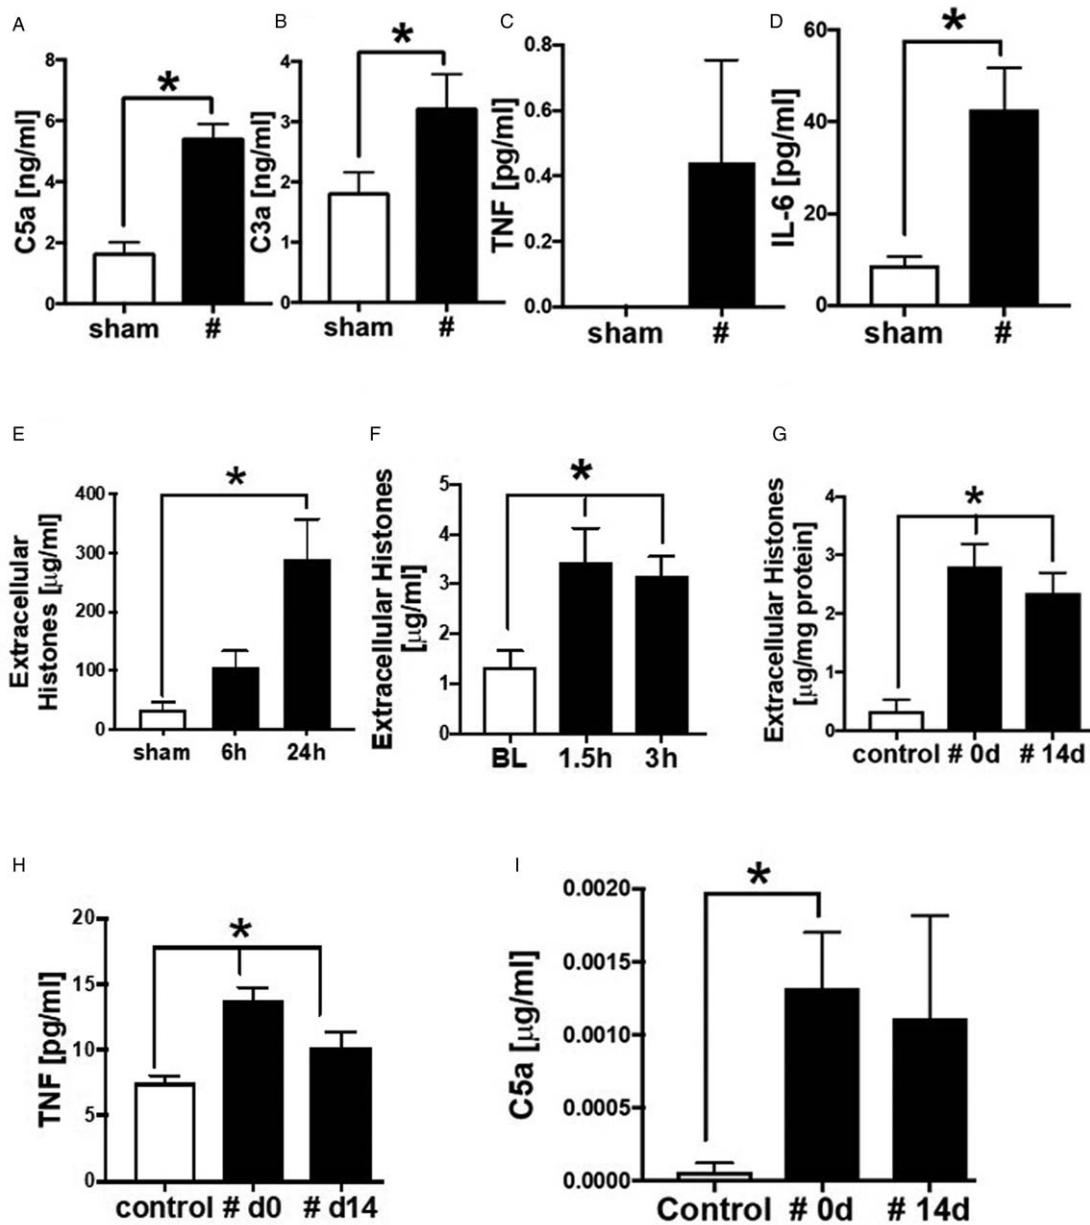 A
B
C
D
C5a [ng/ml]
8
6
4
2
0
*
sham
#
C3a [ng/ml]
4
3
2
1
0
*
sham
#
TNF [pg/ml]
0.8
0.6
0.4
0.2
0.0
sham
#
IL-6 [pg/ml]
60
40
20
0
*
sham
#
E
F
G
Extracellular
Histones [μg/ml]
400
300
200
100
0
*
sham
6h
24h
Extracellular Histones
[μg/ml]
5
4
3
2
1
0
*
BL
1.5h
3h
Extracellular Histones
[μg/mg protein]
4
3
2
1
0
*
control
# 0d
# 14d
H
I
TNF [pg/ml]
20
15
10
5
0
*
control
# d0
# d14
C5a [μg/ml]
0.0020
0.0015
0.0010
0.0005
0.0000
*
Control
# 0d
# 14d